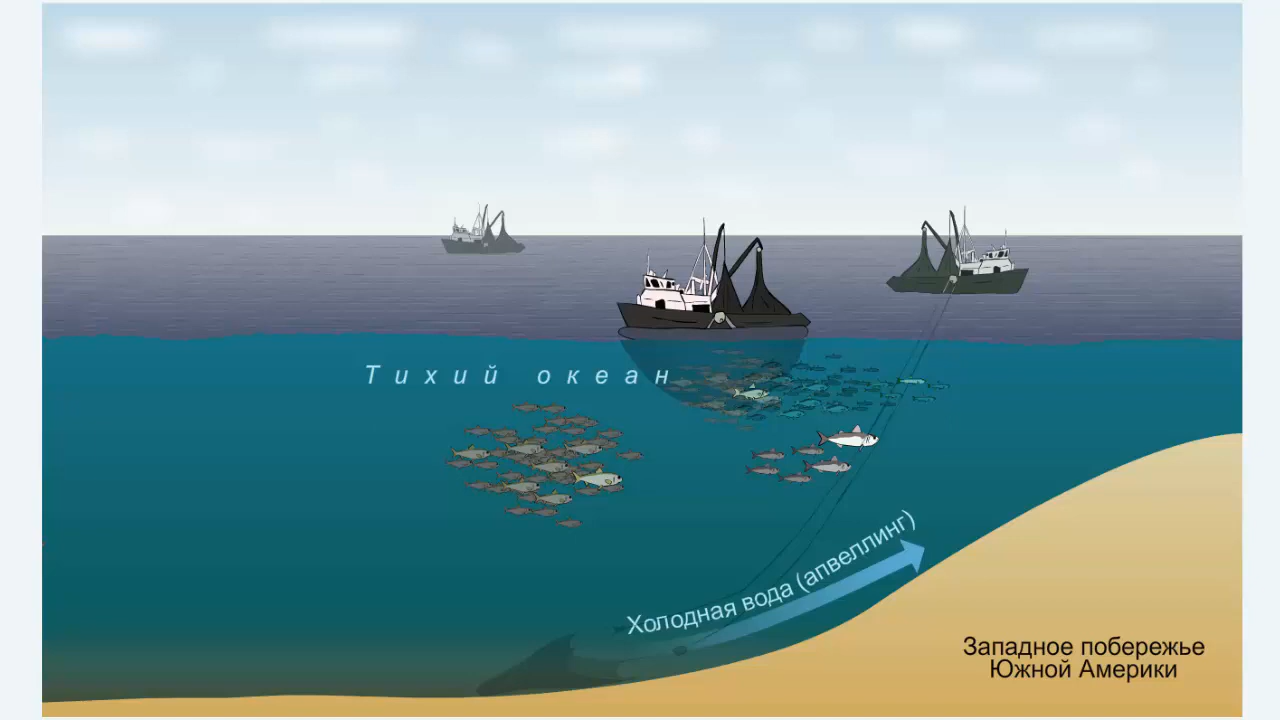 Тихий океан
Холодная вода (апвеллинг)
Западное побережье
Южной Америки